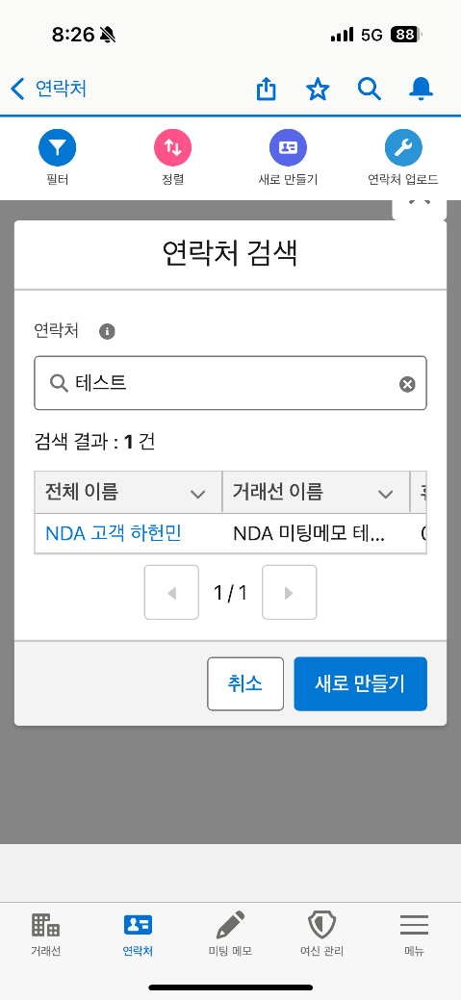 8:26
5G 88
연락처
필터 정렬 새로 만들기 연락처 업로드
연락처 검색
연락처
테스트
검색 결과 : 1 건
전체 이름 거래선 이름
NDA 고객 하헌민 NDA 미팅메모 테...
1 / 1
취소 새로 만들기
거래선 연락처 미팅 메모 여신 관리 메뉴